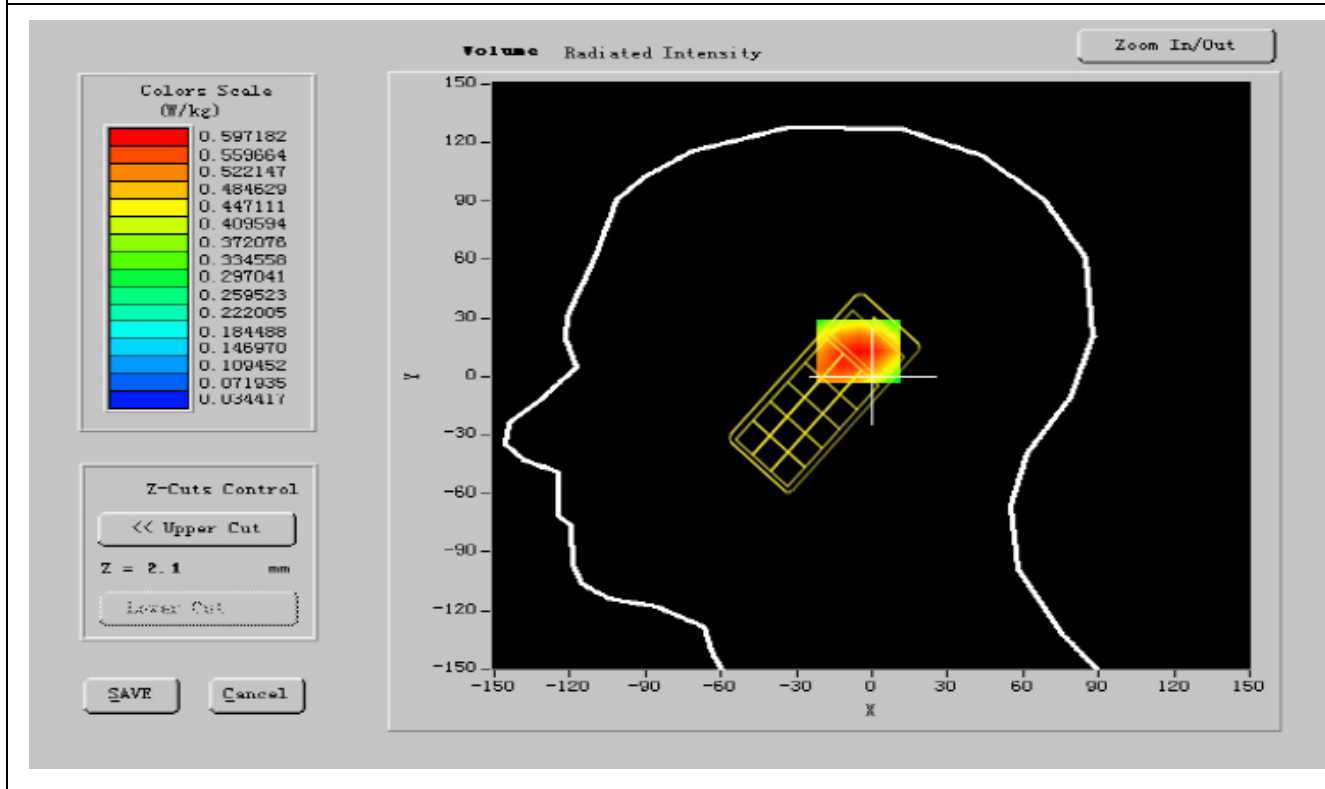 Volume Radiated Intensity
Zoom In/Out
Colors Scale
(W/kg)
0.597182
0.559664
0.522147
0.484629
0.447111
0.409594
0.372076
0.334558
0.297041
0.259523
0.222005
0.184488
0.146970
0.109452
0.071935
0.034417
Z-Cuts Control
<< Upper Cut
Z = 2.1 mm
Lower Cut
SAVE Cancel
150
120
90
60
30
0
-30
-60
-90
-120
-150
Y
-150 -120 -90 -60 -30 0 30 60 90 120 150
X